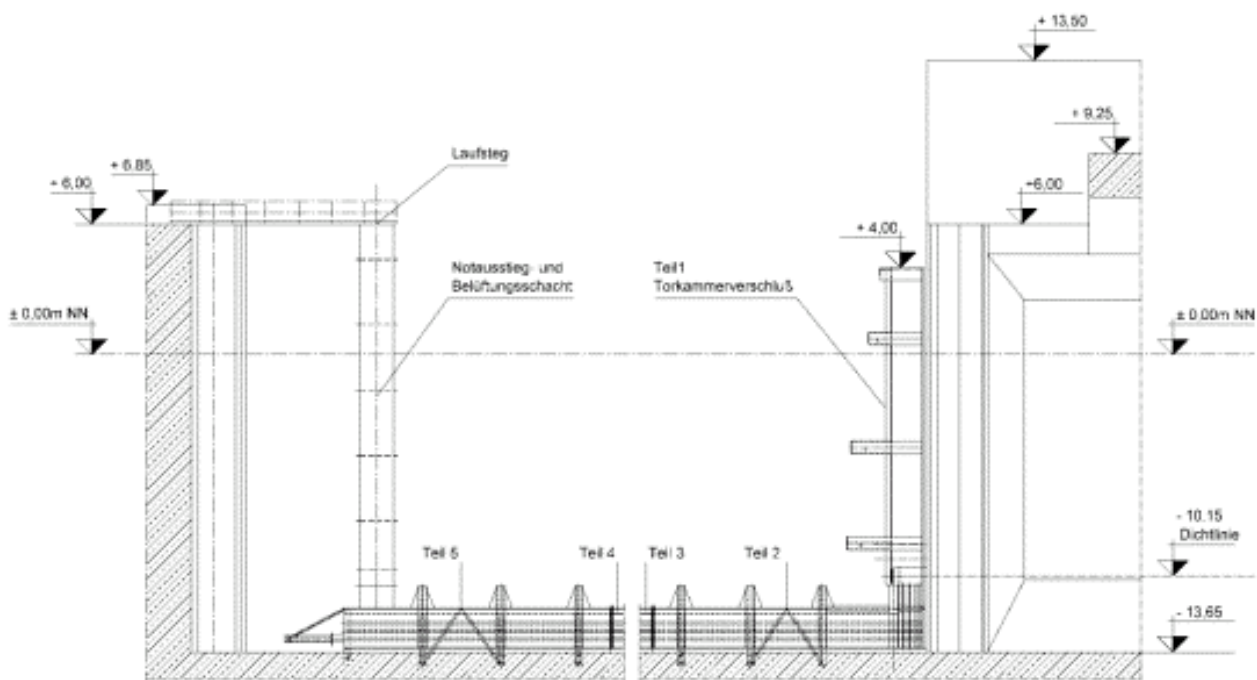 + 13,50
+ 9,25
Laufsteg
+ 6,85
+ 6,00
+6,00
+ 4,00
Notausstieg- und
Belüftungsschacht
Teil1
Torkammerverschluß
± 0,00m NN
± 0,00m NN
- 10.15
Dichtlinie
Teil 5
Teil 4
Teil 3
Teil 2
- 13,65